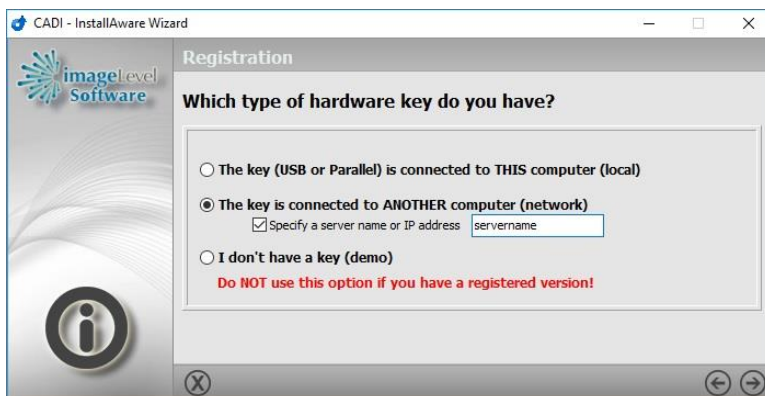 CADI - InstallAware Wizard
imageLevel
Software
Registration
Which type of hardware key do you have?
The key (USB or Parallel) is connected to THIS computer (local)
The key is connected to ANOTHER computer (network)
Specify a server name or IP address servername
I don't have a key (demo)
Do NOT use this option if you have a registered version!